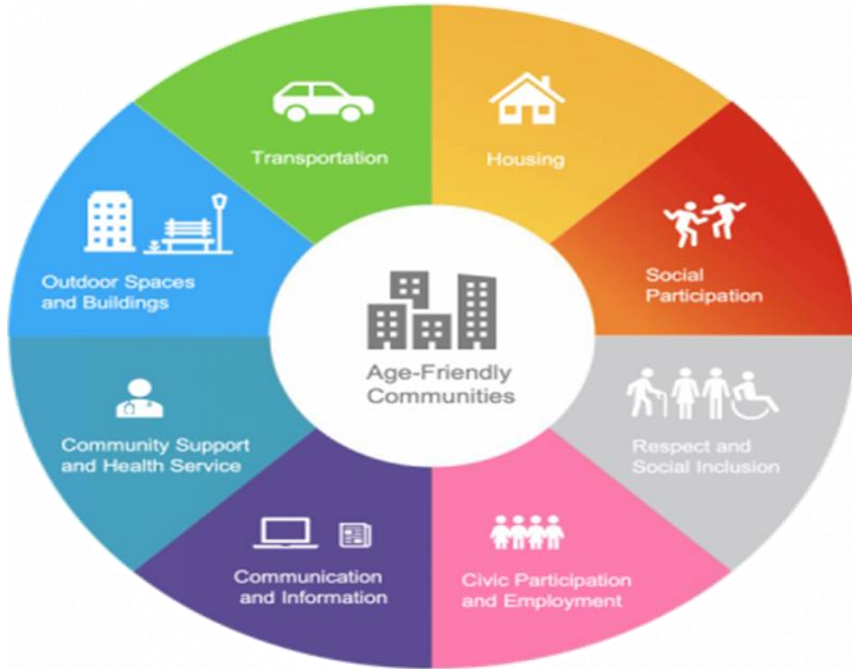 Transportation
Housing
Social
Participation
Respect and
Social Inclusion
Civic Participation
and Employment
Communication
and Information
Community Support
and Health Service
Outdoor Spaces
and Buildings
Age-Friendly
Communities